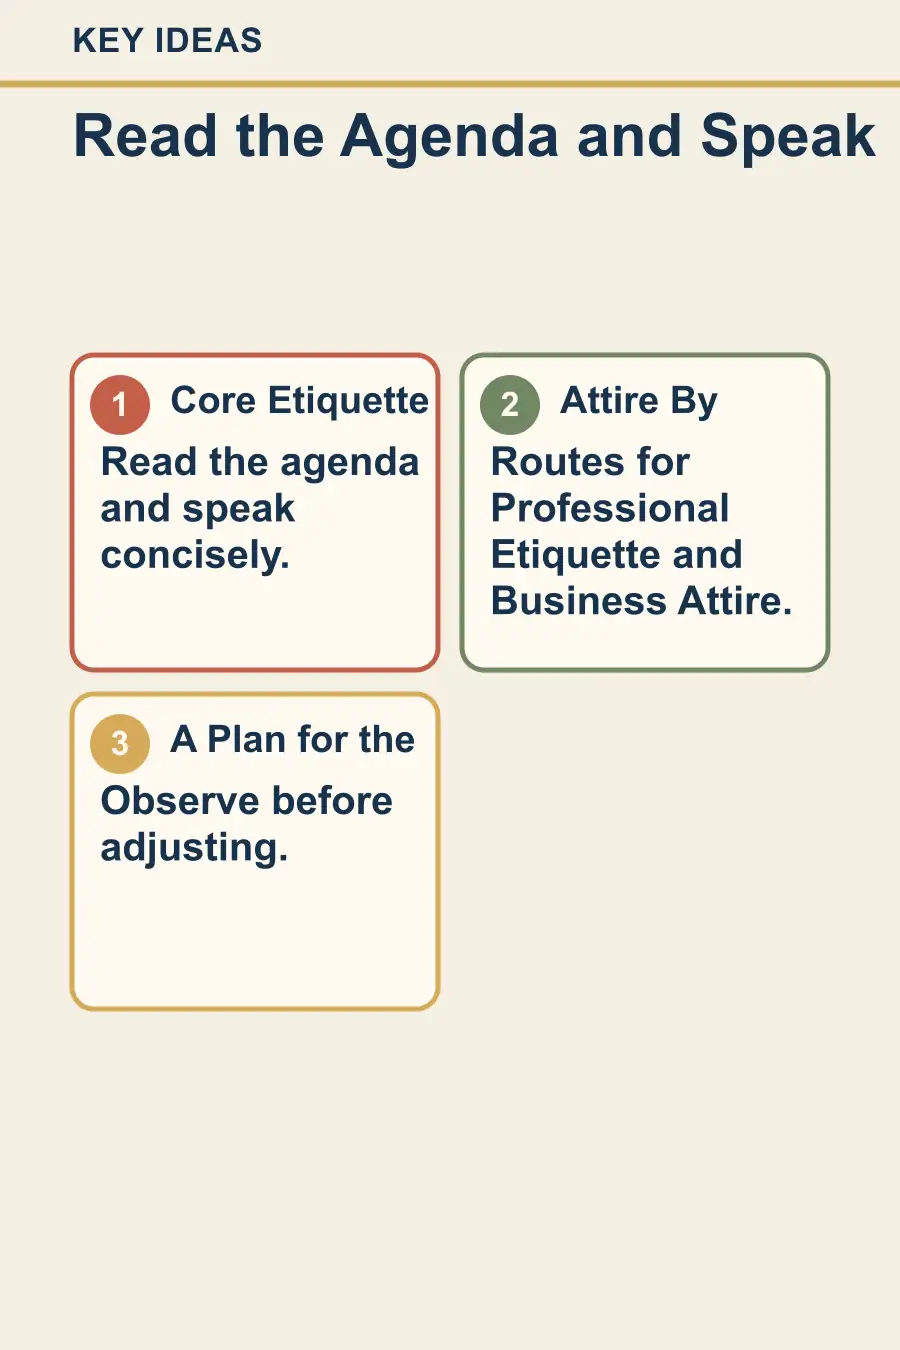 KEY IDEAS
Read the Agenda and Speak
1 Core Etiquette
Read the agenda
and speak
concisely.
2 Attire By
Routes for
Professional
Etiquette and
Business Attire.
3 A Plan for the
Observe before
adjusting.